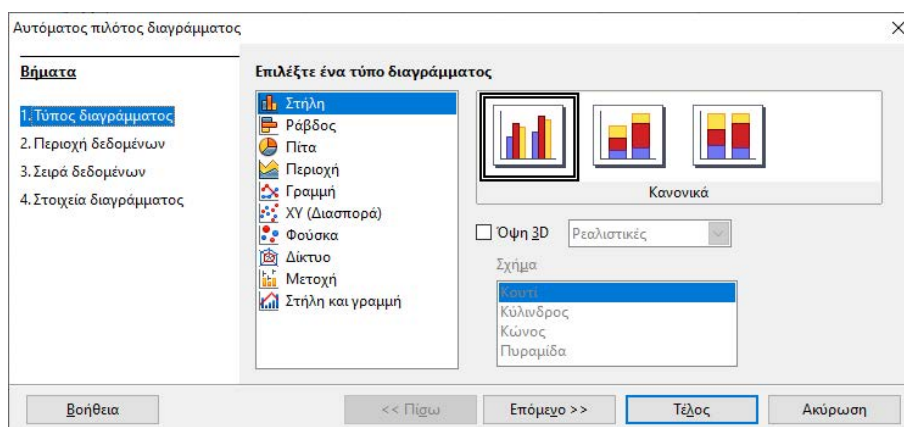 Αυτόματος πιλότος διαγράμματος
Βήματα
1. Τύπος διαγράμματος
2. Περιοχή δεδομένων
3. Σειρά δεδομένων
4. Στοιχεία διαγράμματος
Επιλέξτε ένα τύπο διαγράμματος
Στήλη
Ράβδος
Πίτα
Περιοχή
Γραμμή
XY (Διασπορά)
Φούσκα
Δίκτυο
Μετοχή
Στήλη και γραμμή
Κανονικά
Όψη 3D
Ρεαλιστικές
Σχήμα
Κουτί
Κύλινδρος
Κώνος
Πυραμίδα
Βοήθεια
<< Πίσω
Επόμενο >>
Τέλος
Ακύρωση